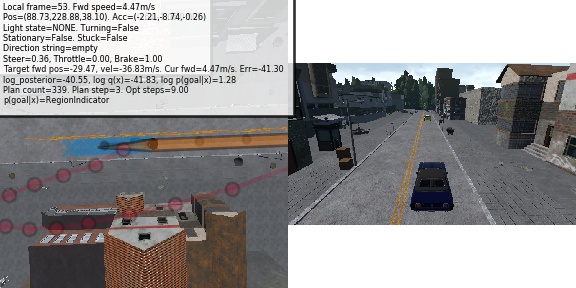 Local frame=53. Fwd speed=4.47m/s
Pos=(88.73,228.88,38.10). Acc=(-2.21,-8.74,-0.26)
Light state=NONE. Turning=False
Stationary=False. Stuck=False
Direction string=empty
Steer=0.36, Throttle=0.00, Brake=1.00
Target fwd pos=-29.47, vel=-36.83m/s. Cur fwd=4.47m/s. Err=-41.30
log_posterior=-40.55, log q(x)=-41.83, log p(goal|x)=1.28
Plan count=339. Plan step=3. Opt steps=9.00
p(goal|x)=RegionIndicator